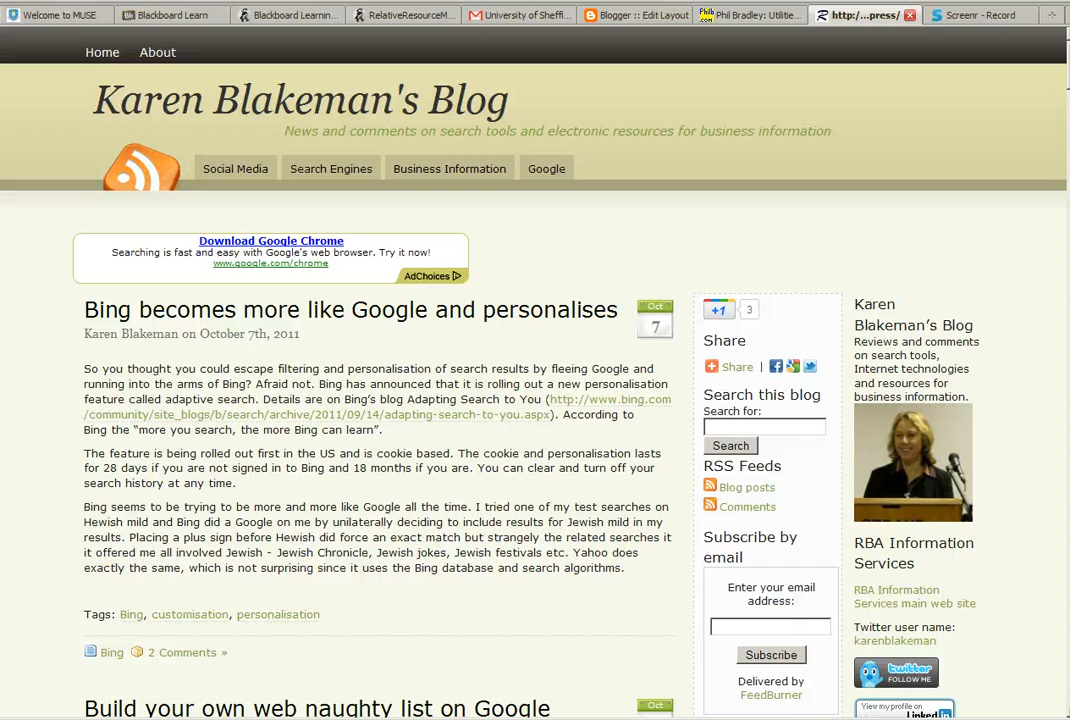 Welcome to MUSE
Blackboard Learn
Blackboard Learnin...
RelativeResourceM...
University of Sheffi...
Blogger :: Edit Layout
Phil Bradley: Utilitie...
http:/...press/
Screenr - Record
Home About
Karen Blakeman's Blog
News and comments on search tools and electronic resources for business information
Social Media Search Engines Business Information Google
Download Google Chrome
Searching is fast and easy with Google's web browser. Try it now!
www.google.com/chrome
AdChoices
Bing becomes more like Google and personalises
Oct
7
Karen Blakeman on October 7th, 2011
So you thought you could escape filtering and personalisation of search results by fleeing Google and
running into the arms of Bing? Afraid not. Bing has announced that it is rolling out a new personalisation
feature called adaptive search. Details are on Bing's blog Adapting Search to You (http://www.bing.com
/community/site_blogs/b/search/archive/2011/09/14/adapting-search-to-you.aspx). According to
Bing the “more you search, the more Bing can learn”.
The feature is being rolled out first in the US and is cookie based. The cookie and personalisation lasts
for 28 days if you are not signed in to Bing and 18 months if you are. You can clear and turn off your
search history at any time.
Bing seems to be trying to be more and more like Google all the time. I tried one of my test searches on
Hewish mild and Bing did a Google on me by unilaterally deciding to include results for Jewish mild in my
results. Placing a plus sign before Hewish did force an exact match but strangely the related searches it
it offered me all involved Jewish - Jewish Chronicle, Jewish jokes, Jewish festivals etc. Yahoo does
exactly the same, which is not surprising since it uses the Bing database and search algorithms.
Tags: Bing, customisation, personalisation
Bing 2 Comments »
Build your own web naughty list on Google
Oct
+1 3
Share
Share |
Search this blog
Search for:
Search
RSS Feeds
Blog posts
Comments
Subscribe by
email
Enter your email
address:
Subscribe
Delivered by
FeedBurner
Karen
Blakeman's Blog
Reviews and comments
on search tools,
Internet technologies
and resources for
business information.
RBA Information
Services
RBA Information
Services main web site
Twitter user name:
karenblakeman
twitter
FOLLOW ME
View my profile on
Linked in